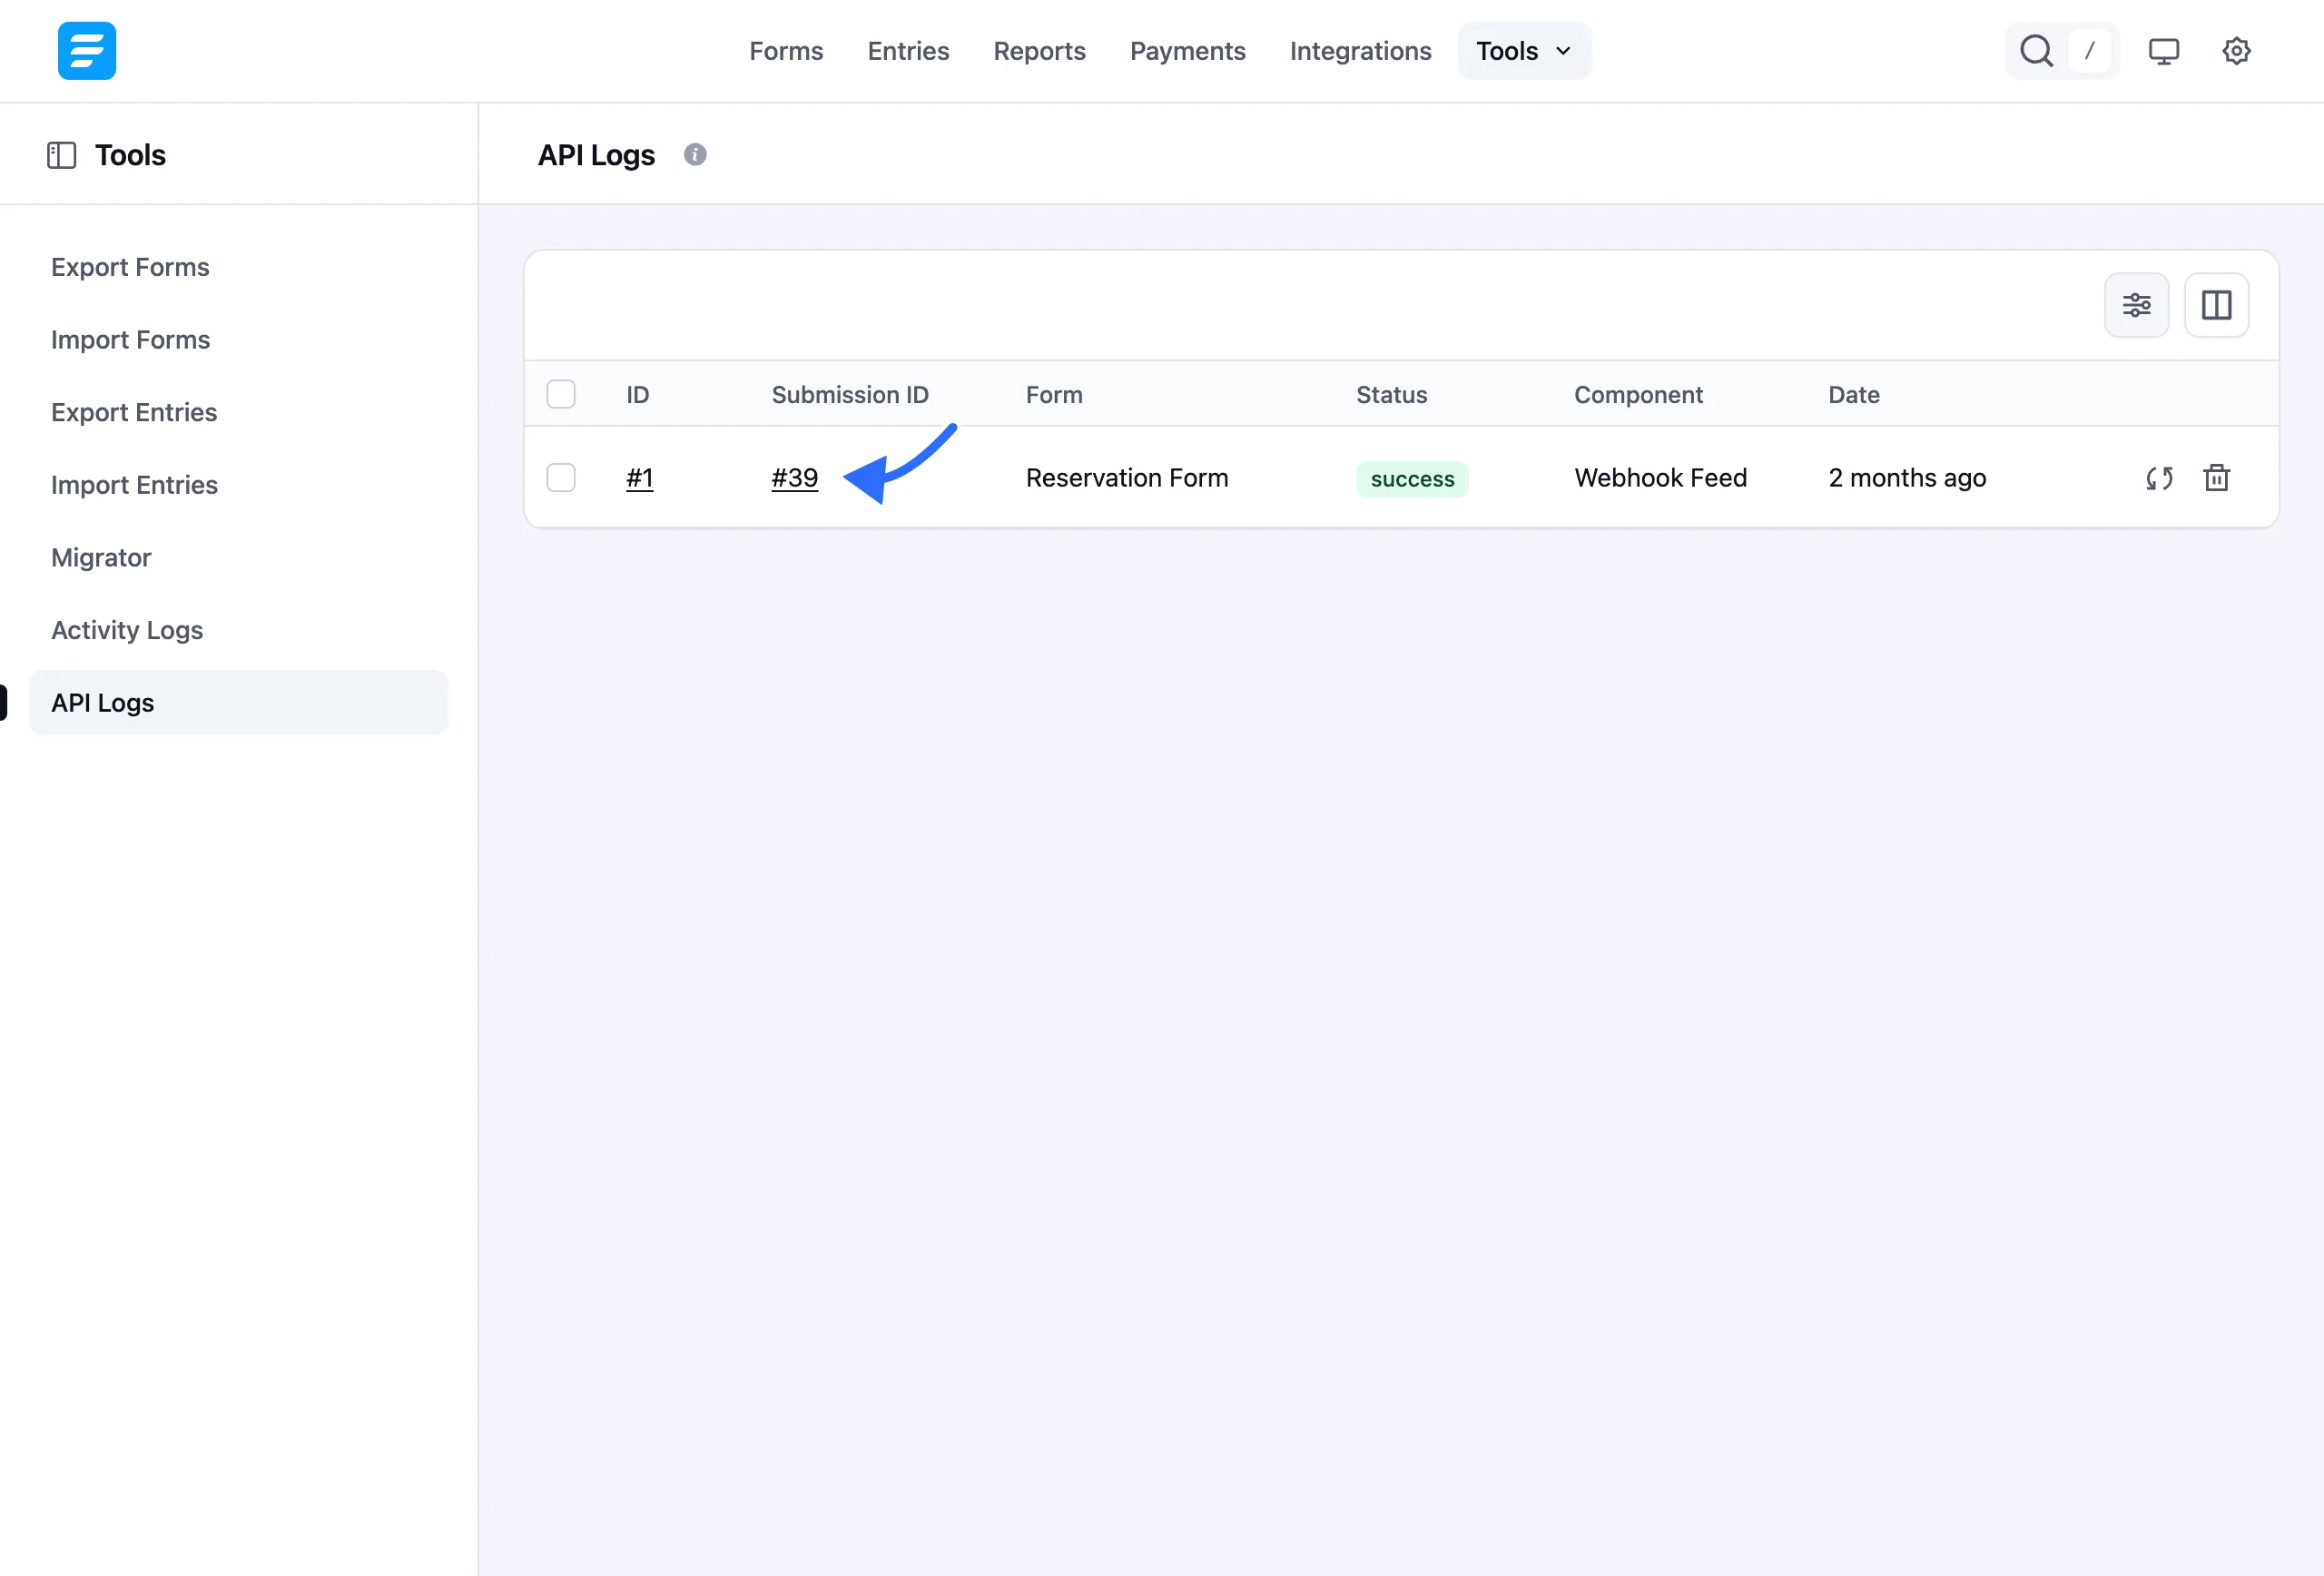 Forms Entries Reports Payments Integrations Tools /
Tools
API Logs
Export Forms
Import Forms
Export Entries
Import Entries
Migrator
Activity Logs
API Logs
ID Submission ID Form Status Component Date
#1 #39 Reservation Form success Webhook Feed 2 months ago